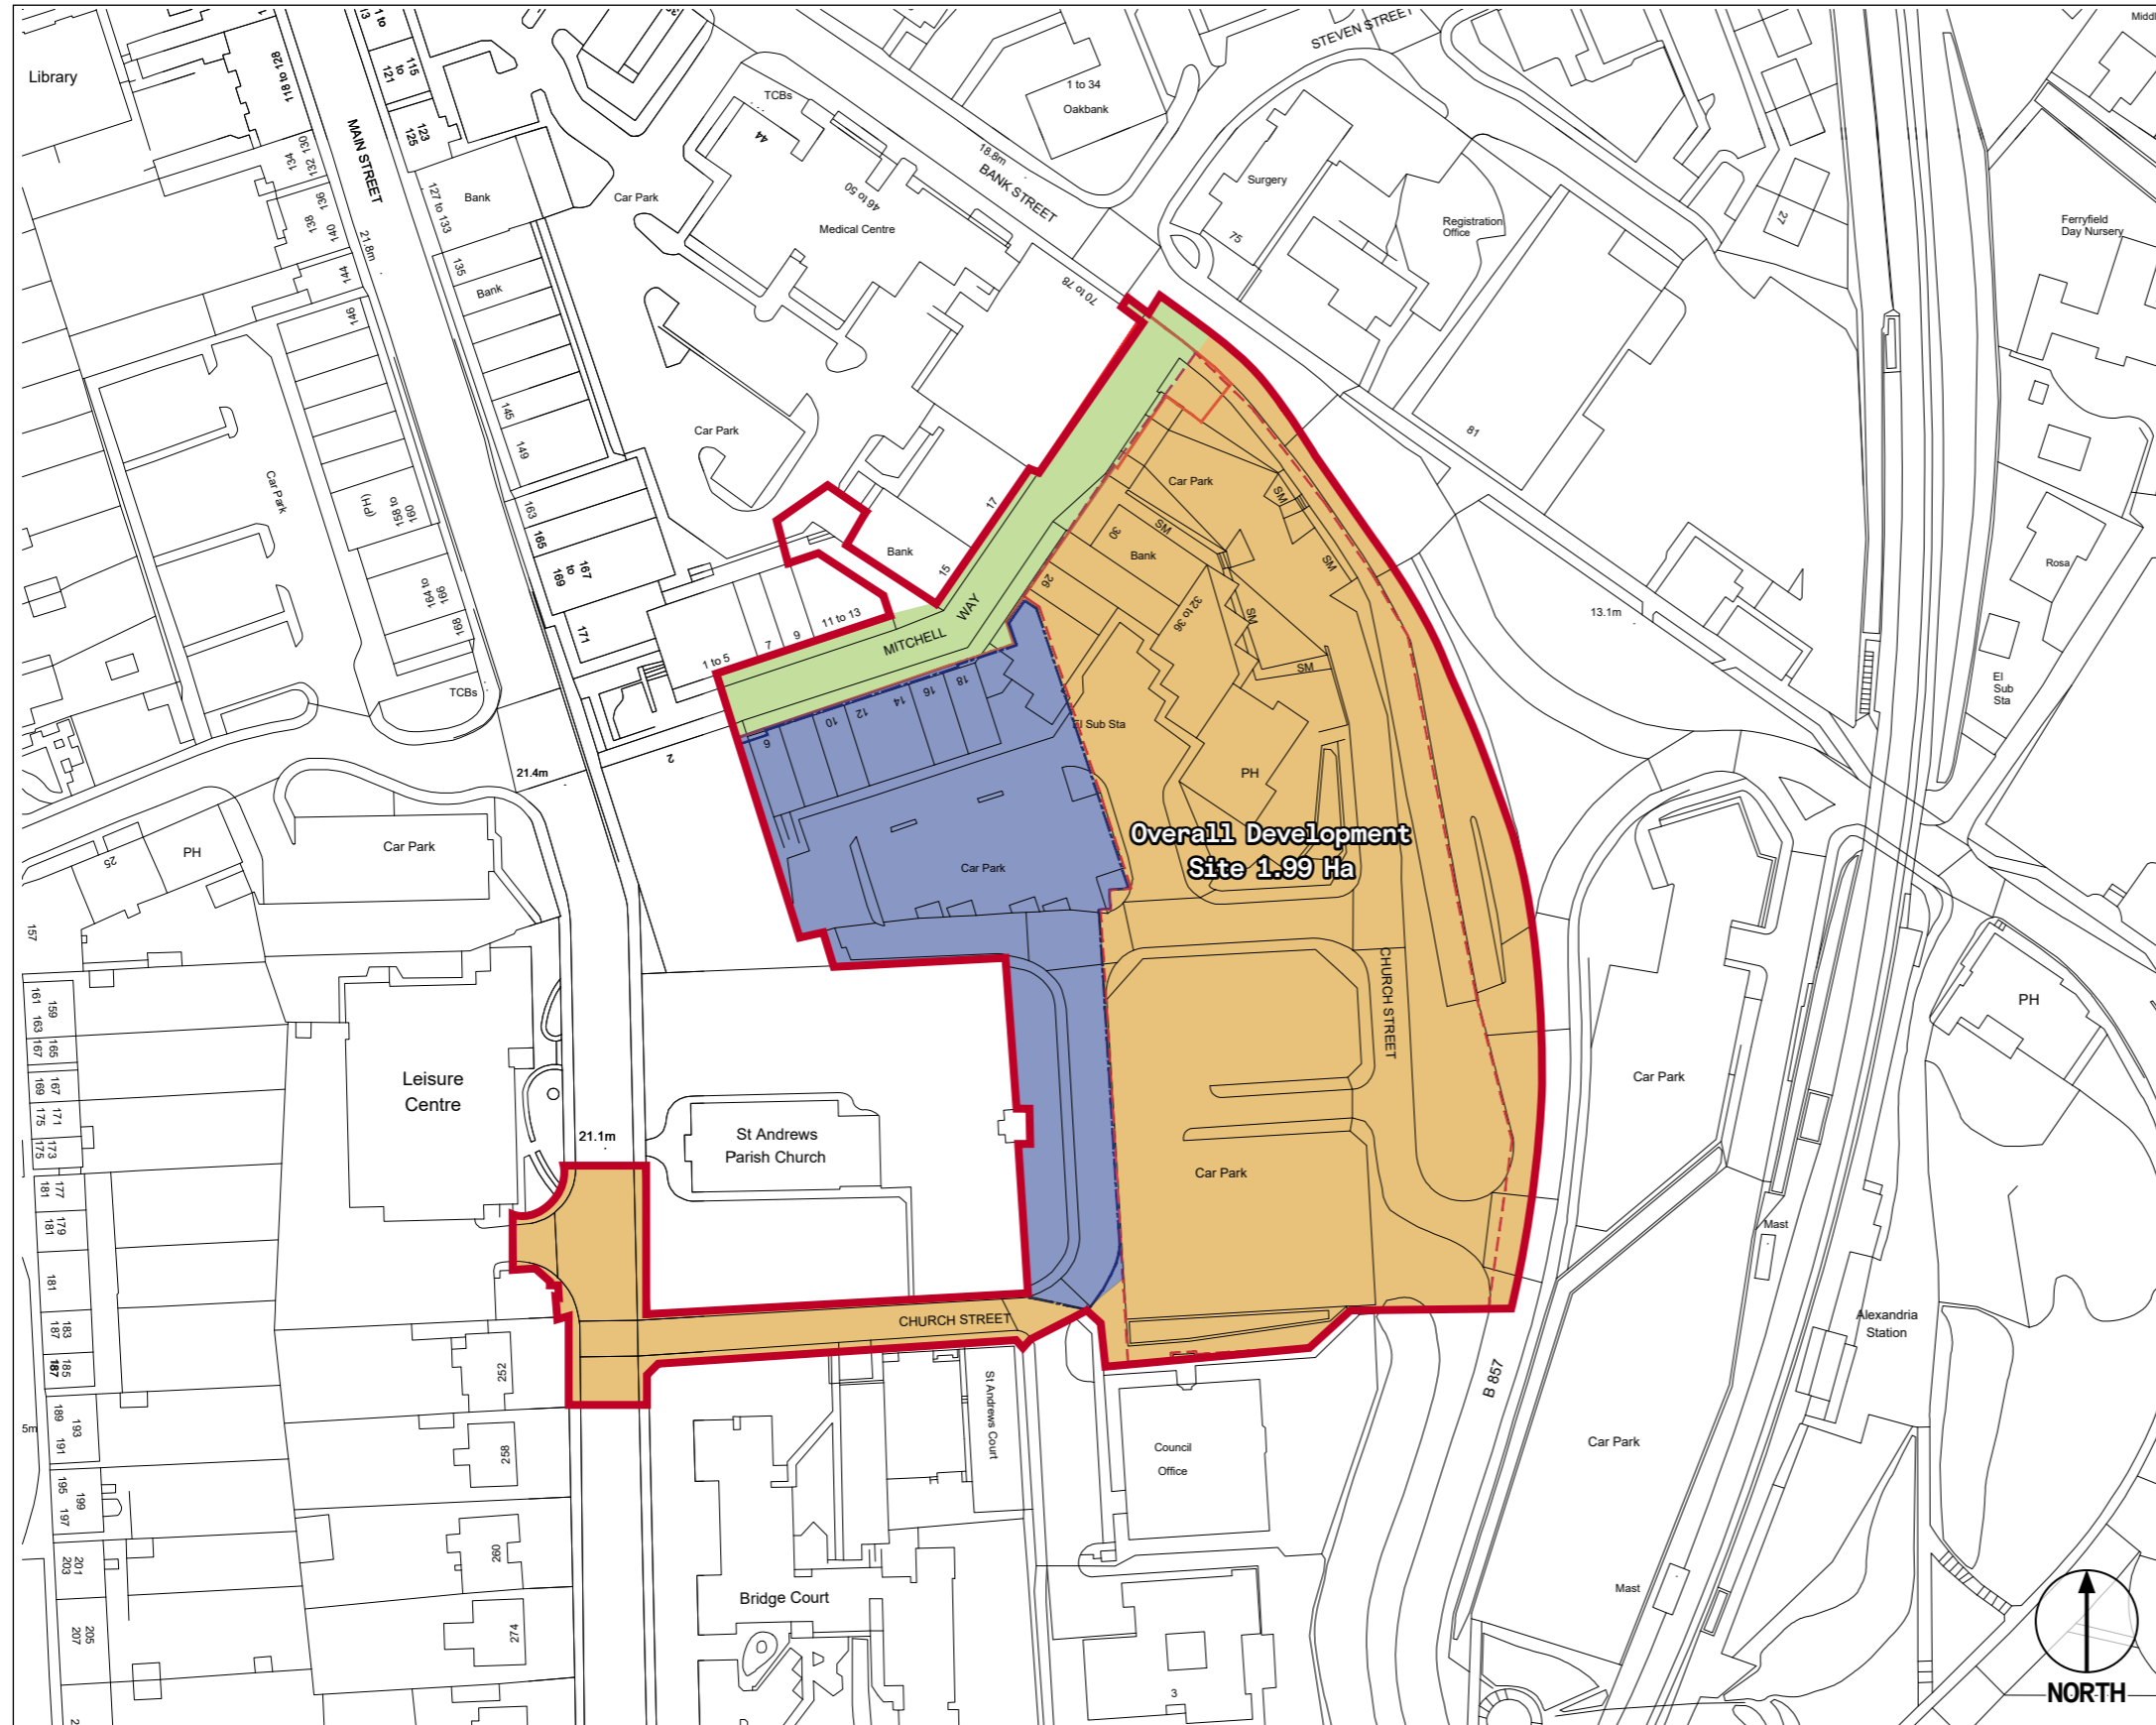 Library
118 to 128
130
132
134
136
138
140
144
146
MAIN STREET
21.8m
1 to
115
to
121
123
125
127 to 133
Bank
135
Bank
145
149
163
165
167
to
169
171
Car Park
158 to
160
(PH)
164 to
166
168
TCBs
TCBs
44
46 to 50
Medical Centre
Car Park
Car Park
18.8m
BANK STREET
70 to 78
STEVEN STREET
1 to 34
Oakbank
Surgery
75
Registration
Office
27
81
Ferryfield
Day Nursery
Rosa
El
Sub
Sta
13.1m
17
Bank
15
11 to 13
9
7
1 to 5
MITCHELL WAY
2
21.4m
6
10
12
14
16
18
26
30
Bank
32 to 36
Car Park
SM
SM
SM
SM
SM
El Sub Sta
PH
Overall Development
Site 1.99 Ha
Car Park
CHURCH STREET
Car Park
25
PH
Car Park
157
159
161
163
165
167
167
169
171
175
173
175
177
181
179
181
181
183
187
185
187
189
193
191
195
199
197
201
203
205
207
5m
Leisure
Centre
21.1m
St Andrews
Parish Church
CHURCH STREET
252
258
260
274
St Andrews Court
Bridge Court
Council
Office
3
B 857
Car Park
Car Park
Mast
Mast
Alexandria
Station
PH
NORTH